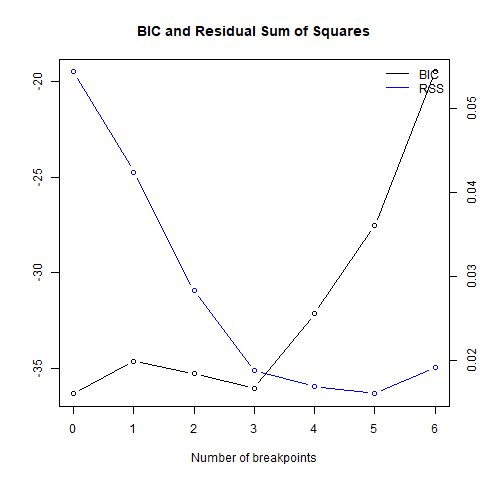 BIC and Residual Sum of Squares
BIC
RSS
-20
-25
-30
-35
0.05
0.04
0.03
0.02
0 1 2 3 4 5 6
Number of breakpoints